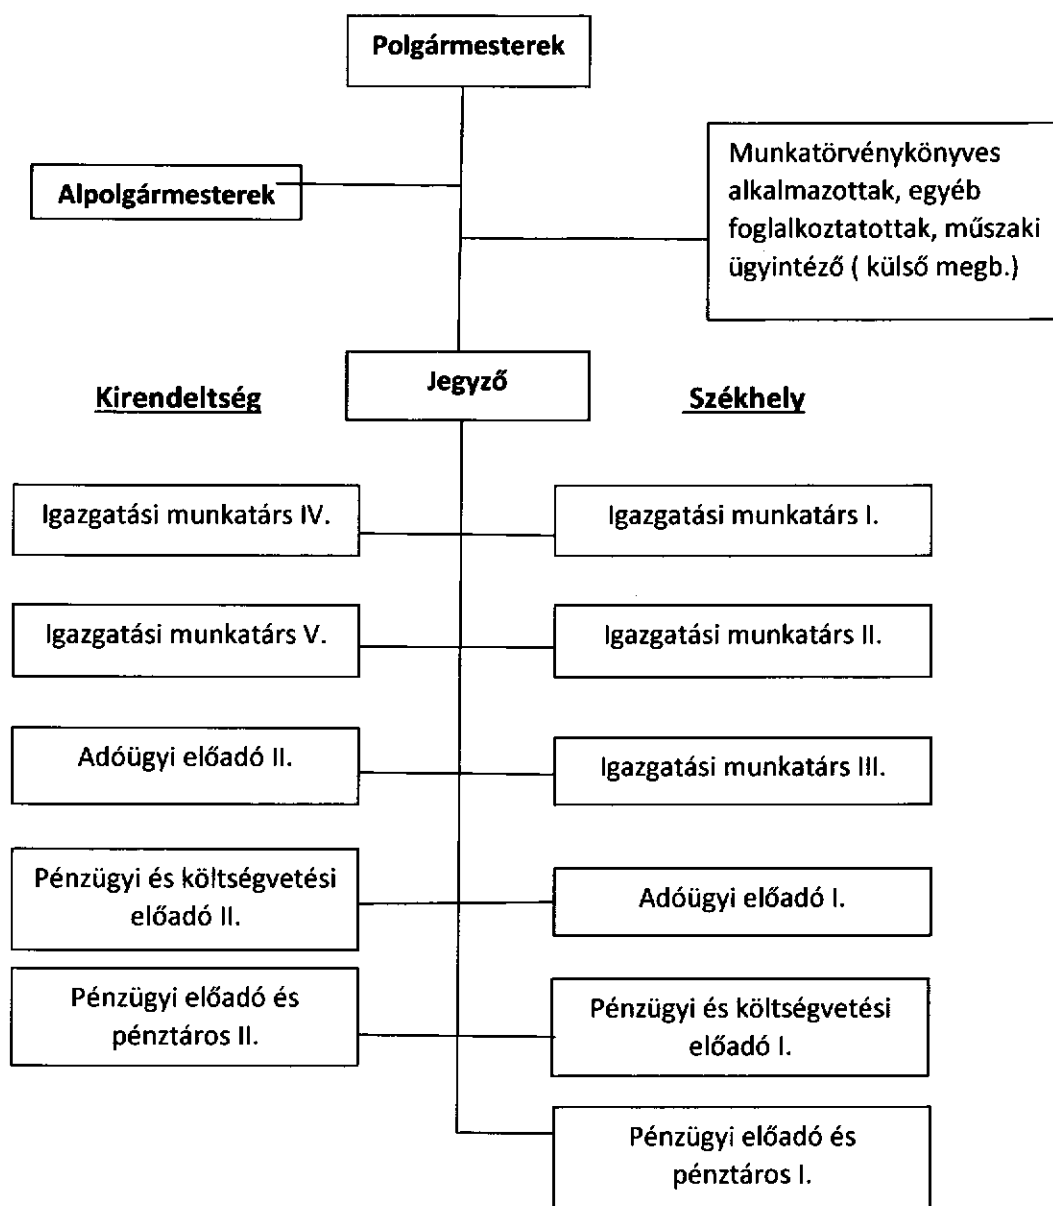 Polgármesterek
Alpolgármesterek
Munkatörvénykönyves
alkalmazottak, egyéb
foglalkoztatottak, műszaki
ügyintéző ( külső megb.)
Jegyző
Kirendeltség
Székhely
Igazgatási munkatárs IV.
Igazgatási munkatárs I.
Igazgatási munkatárs V.
Igazgatási munkatárs II.
Adóügyi előadó II.
Igazgatási munkatárs III.
Pénzügyi és költségvetési
előadó II.
Adóügyi előadó I.
Pénzügyi előadó és
pénztáros II.
Pénzügyi és költségvetési
előadó I.
Pénzügyi előadó és
pénztáros I.